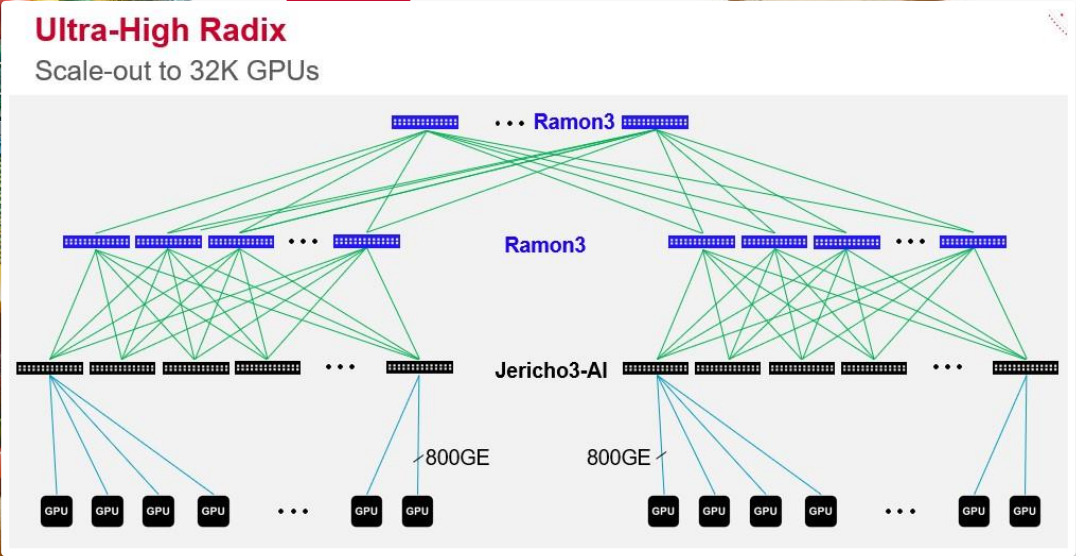 Ultra-High Radix
Scale-out to 32K GPUs
••• Ramon3
••• Ramon3 •••
••• Jericho3-AI •••
800GE 800GE
GPU GPU GPU GPU ••• GPU GPU GPU GPU GPU GPU ••• GPU GPU